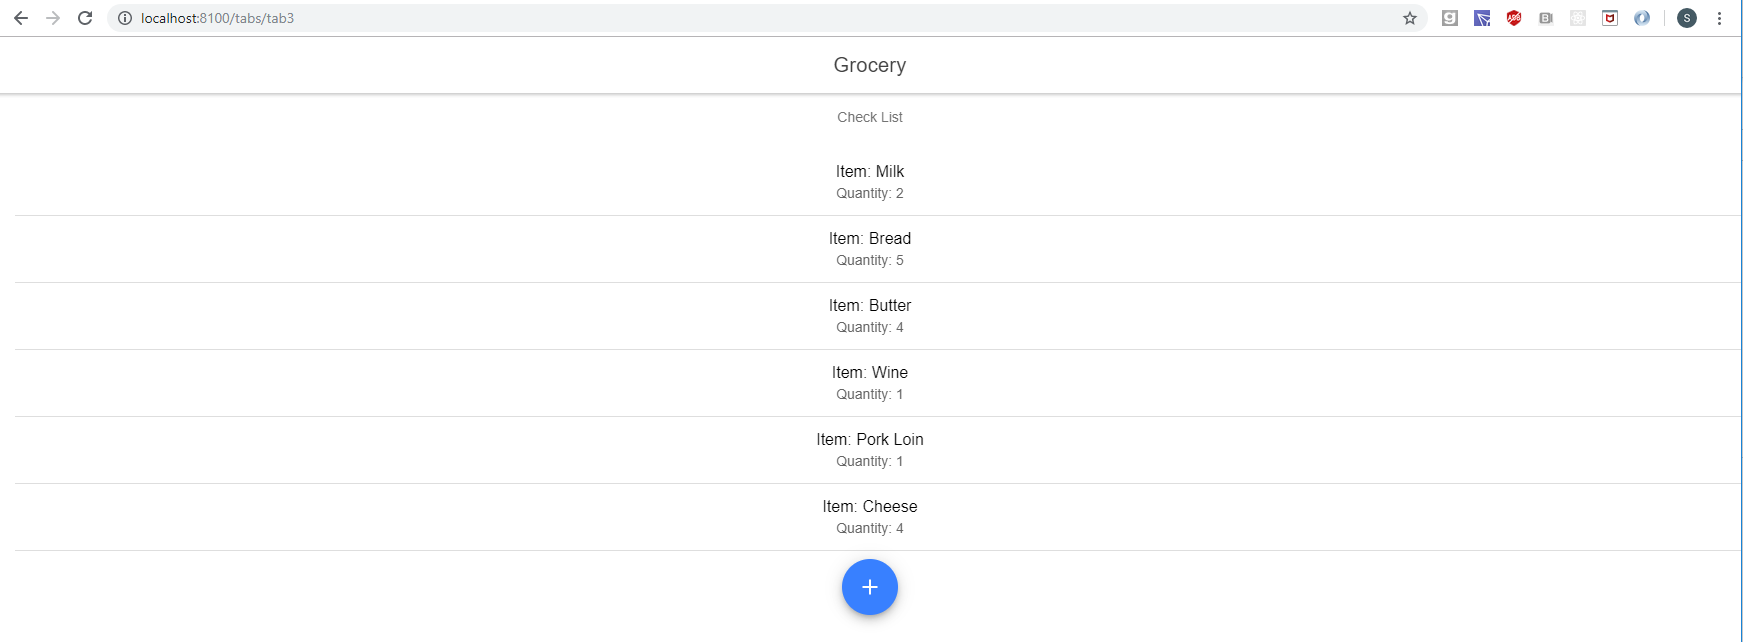 localhost:8100/tabs/tab3
S
Grocery
Check List
Item: Milk
Quantity: 2
Item: Bread
Quantity: 5
Item: Butter
Quantity: 4
Item: Wine
Quantity: 1
Item: Pork Loin
Quantity: 1
Item: Cheese
Quantity: 4